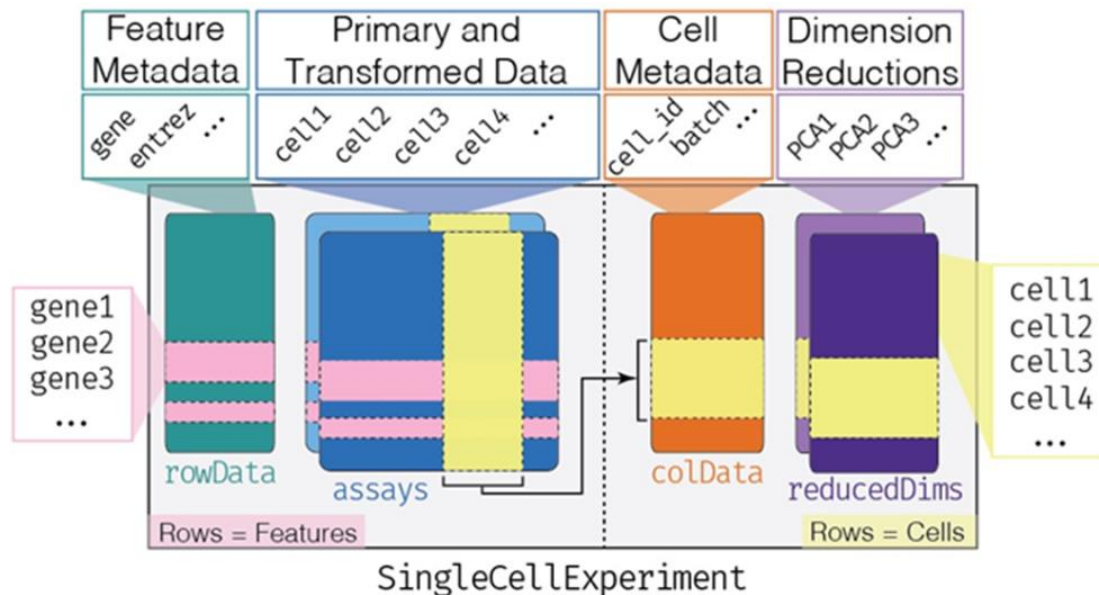 Feature
Metadata
Primary and
Transformed Data
Cell
Metadata
Dimension
Reductions
gene
entrez
...
cell1
cell2
cell3
cell4
...
cell_id
batch
...
PCA1
PCA2
PCA3
...
gene1
gene2
gene3
...
cell1
cell2
cell3
cell4
...
rowData
assays
colData
reducedDims
Rows = Features
Rows = Cells
SingleCellExperiment